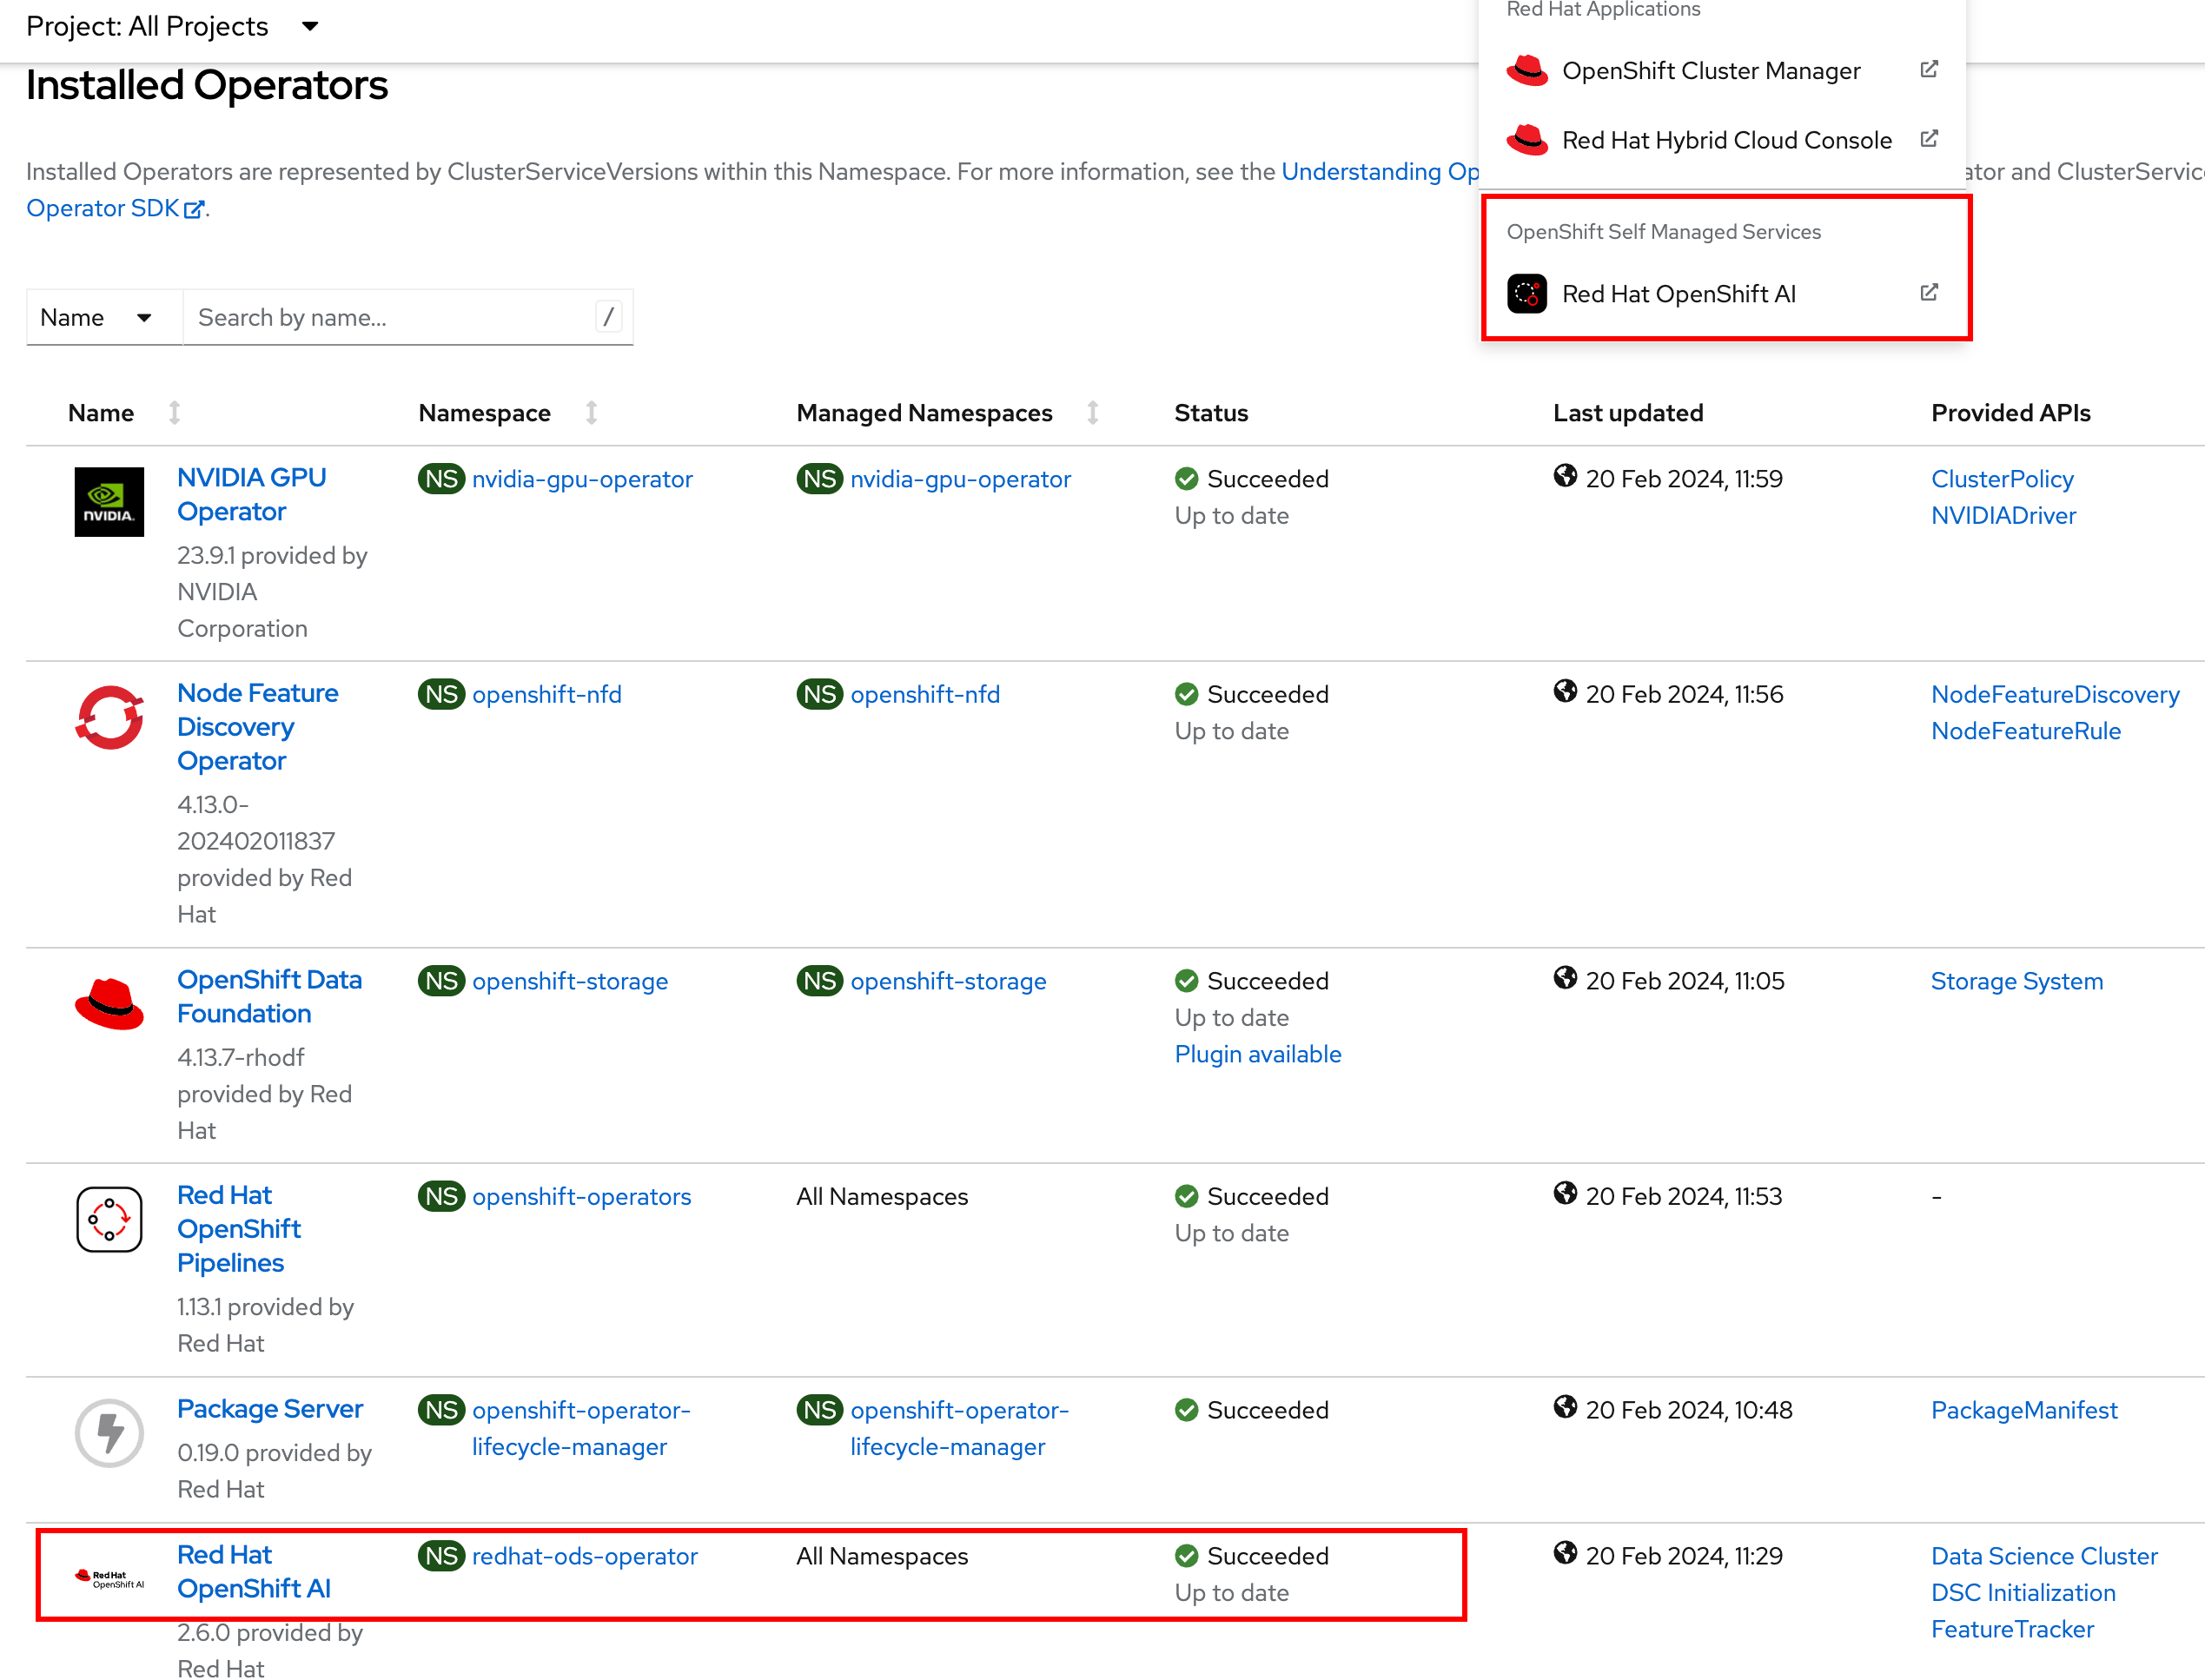 Project: All Projects
Red Hat Applications
OpenShift Cluster Manager
Red Hat Hybrid Cloud Console
OpenShift Self Managed Services
Red Hat OpenShift AI
Installed Operators
Installed Operators are represented by ClusterServiceVersions within this Namespace. For more information, see the Understanding Op
ator and ClusterService
Operator SDK.
Name
Search by name...
/
Name Namespace Managed Namespaces Status Last updated Provided APIs
NVIDIA
NVIDIA GPU
Operator
23.9.1 provided by
NVIDIA
Corporation
NS nvidia-gpu-operator
NS nvidia-gpu-operator
Succeeded
Up to date
20 Feb 2024, 11:59
ClusterPolicy
NVIDIADriver
Node Feature
Discovery
Operator
4.13.0-
202402011837
provided by Red
Hat
NS openshift-nfd
NS openshift-nfd
Succeeded
Up to date
20 Feb 2024, 11:56
NodeFeatureDiscovery
NodeFeatureRule
OpenShift Data
Foundation
4.13.7-rhodf
provided by Red
Hat
NS openshift-storage
NS openshift-storage
Succeeded
Up to date
Plugin available
20 Feb 2024, 11:05
Storage System
Red Hat
OpenShift
Pipelines
1.13.1 provided by
Red Hat
NS openshift-operators
All Namespaces
Succeeded
Up to date
20 Feb 2024, 11:53
-
Package Server
0.19.0 provided by
Red Hat
NS openshift-operator-
lifecycle-manager
NS openshift-operator-
lifecycle-manager
Succeeded
20 Feb 2024, 10:48
PackageManifest
Red Hat
OpenShift AI
Red Hat
OpenShift AI
2.6.0 provided by
Red Hat
NS redhat-ods-operator
All Namespaces
Succeeded
Up to date
20 Feb 2024, 11:29
Data Science Cluster
DSC Initialization
FeatureTracker